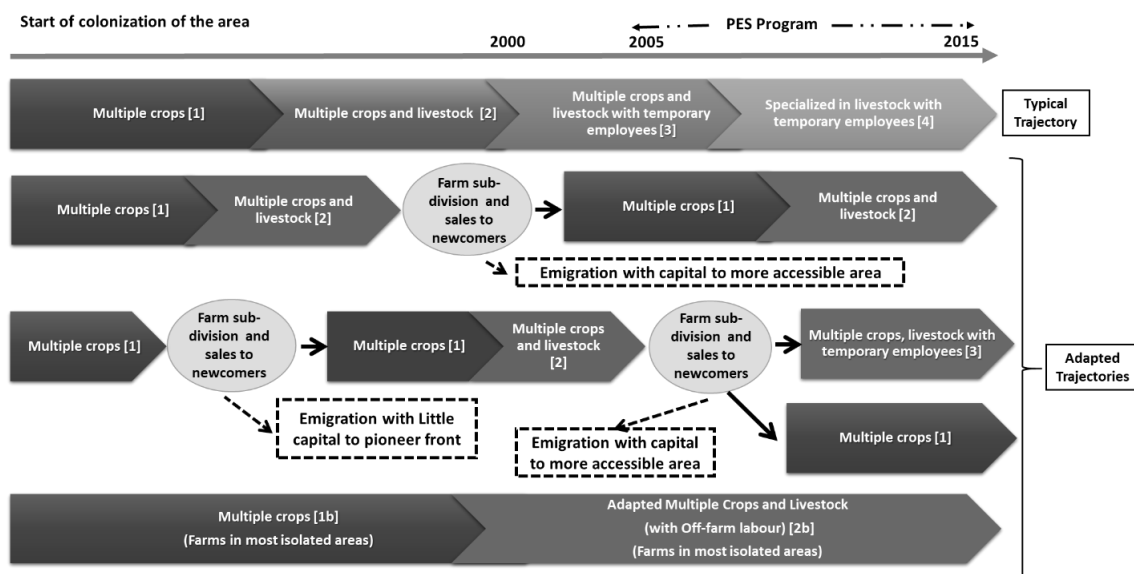 Start of colonization of the area
PES Program
2000
2005
2015
Multiple crops [1]
Multiple crops and livestock [2]
Multiple crops and
livestock with temporary
employees [3]
Specialized in livestock with
temporary employees [4]
Typical
Trajectory
Multiple crops [1]
Multiple crops and
livestock [2]
Farm sub-
division and
sales to
newcomers
Multiple crops [1]
Multiple crops and
livestock [2]
Emigration with capital to more accessible area
Multiple crops [1]
Farm sub-
division and
sales to
newcomers
Multiple crops [1]
Multiple crops
and livestock
[2]
Farm sub-
division and
sales to
newcomers
Multiple crops, livestock with
temporary employees [3]
Adapted
Trajectories
Emigration with Little
capital to pioneer front
Emigration with capital
to more accessible area
Multiple crops [1]
Multiple crops [1b]
(Farms in most isolated areas)
Adapted Multiple Crops and Livestock
(with Off-farm labour) [2b]
(Farms in most isolated areas)